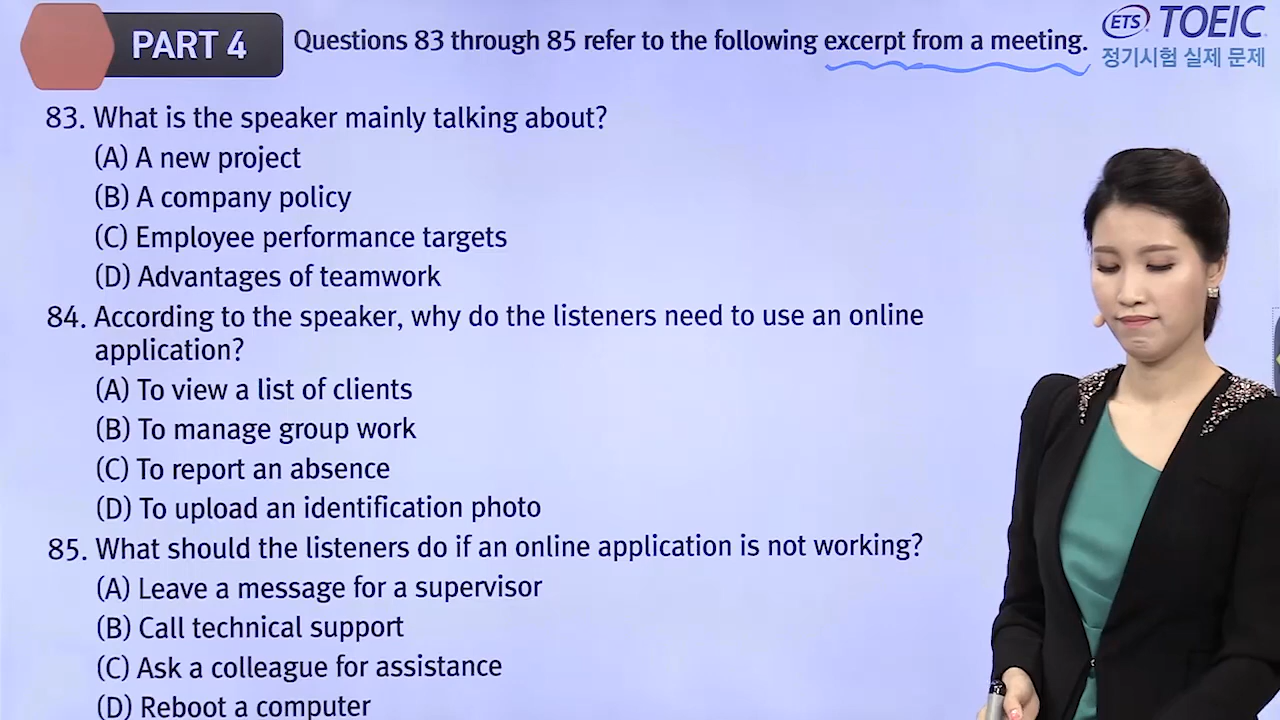 PART 4
Questions 83 through 85 refer to the following excerpt from a meeting.
ETS TOEIC
정기시험 실제 문제
83. What is the speaker mainly talking about?
(A) A new project
(B) A company policy
(C) Employee performance targets
(D) Advantages of teamwork
84. According to the speaker, why do the listeners need to use an online
application?
(A) To view a list of clients
(B) To manage group work
(C) To report an absence
(D) To upload an identification photo
85. What should the listeners do if an online application is not working?
(A) Leave a message for a supervisor
(B) Call technical support
(C) Ask a colleague for assistance
(D) Reboot a computer